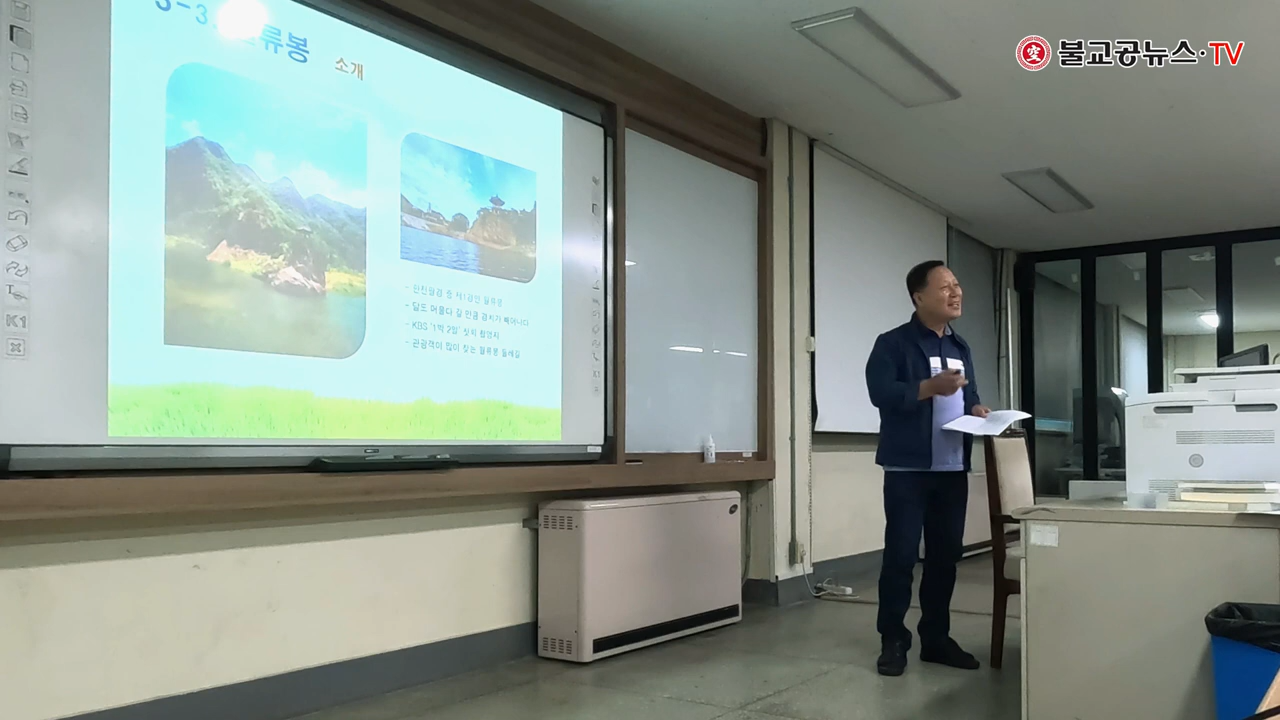 불교공뉴스·TV
3-3. 류봉 소개
- 한천팔경 중 제1경인 월류봉
- 달도 머물다 갈 만큼 경치가 빼어나다
- KBS '1박 2일' 첫회 촬영지
- 관광객이 많이 찾는 월류봉 둘레길
K1